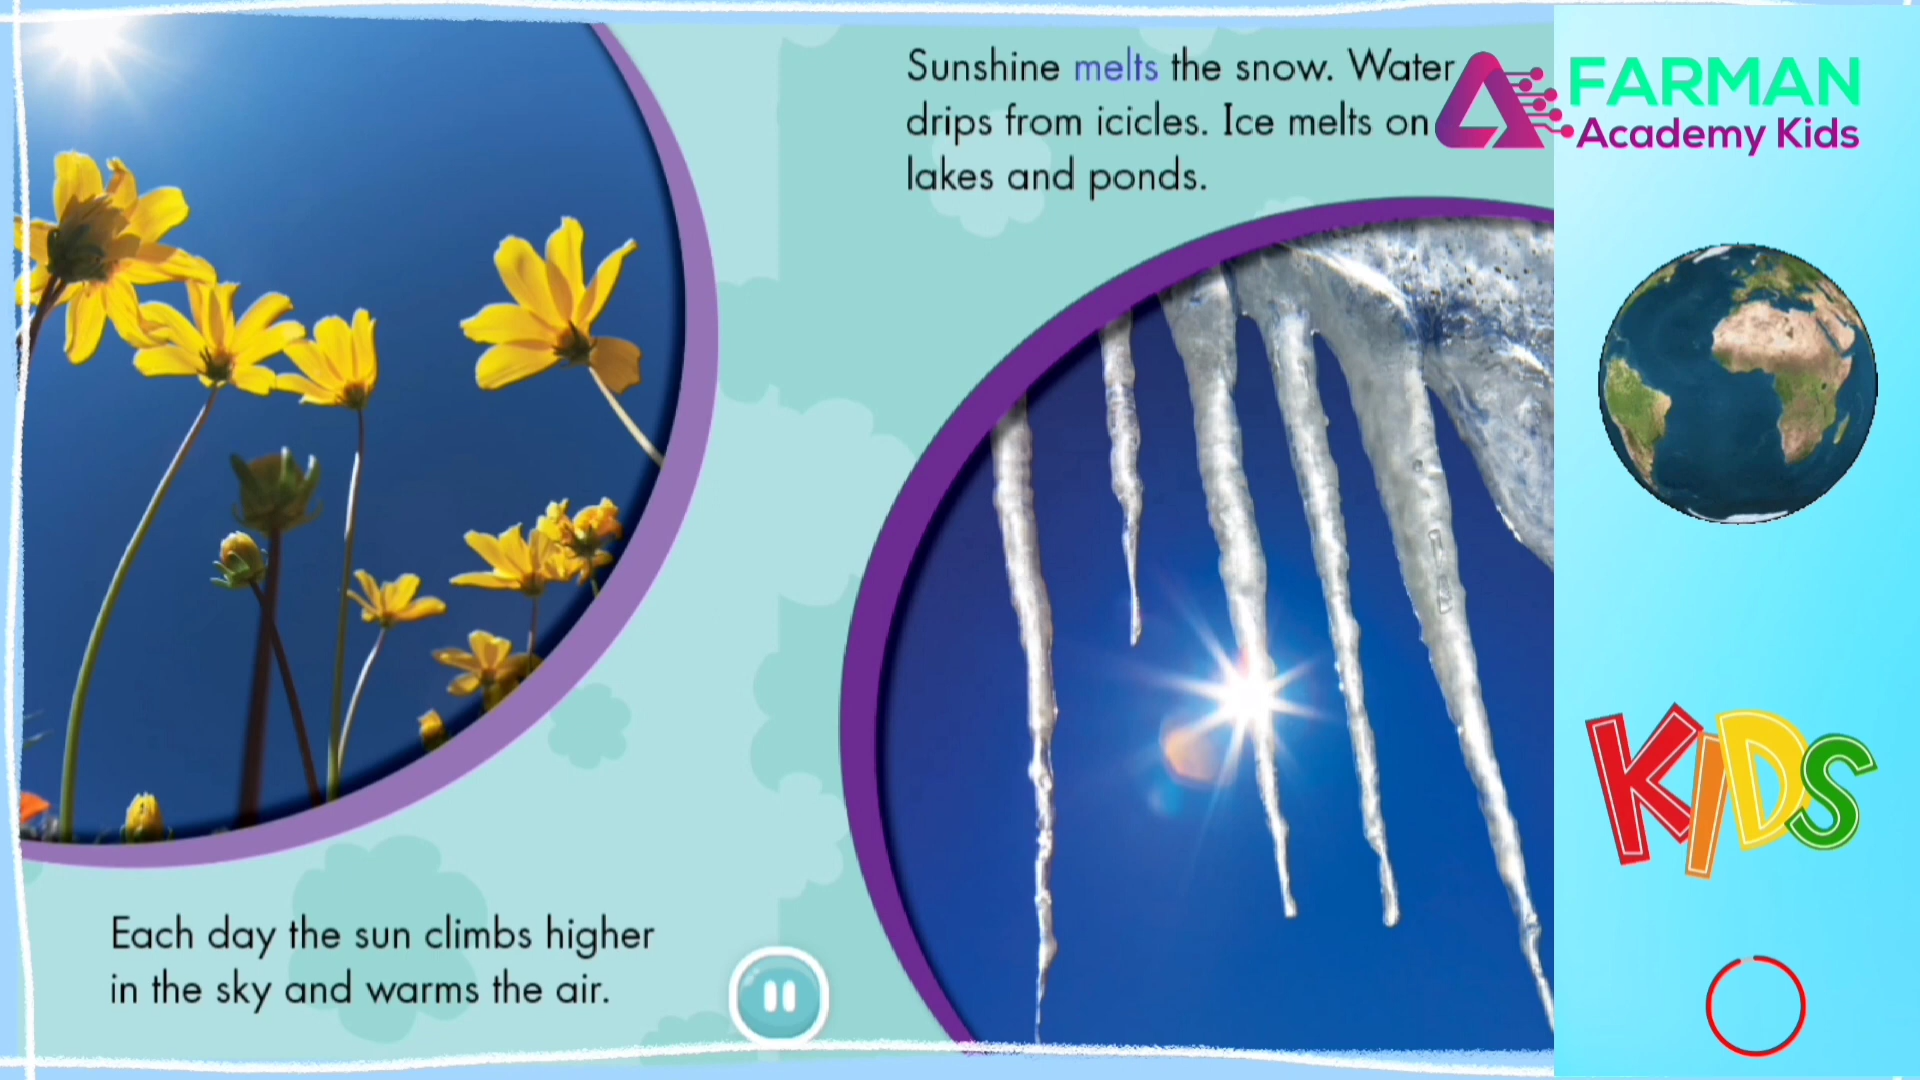 Sunshine melts the snow. Water
drips from icicles. Ice melts on
lakes and ponds.
FARMAN
Academy Kids
KIDS
Each day the sun climbs higher
in the sky and warms the air.